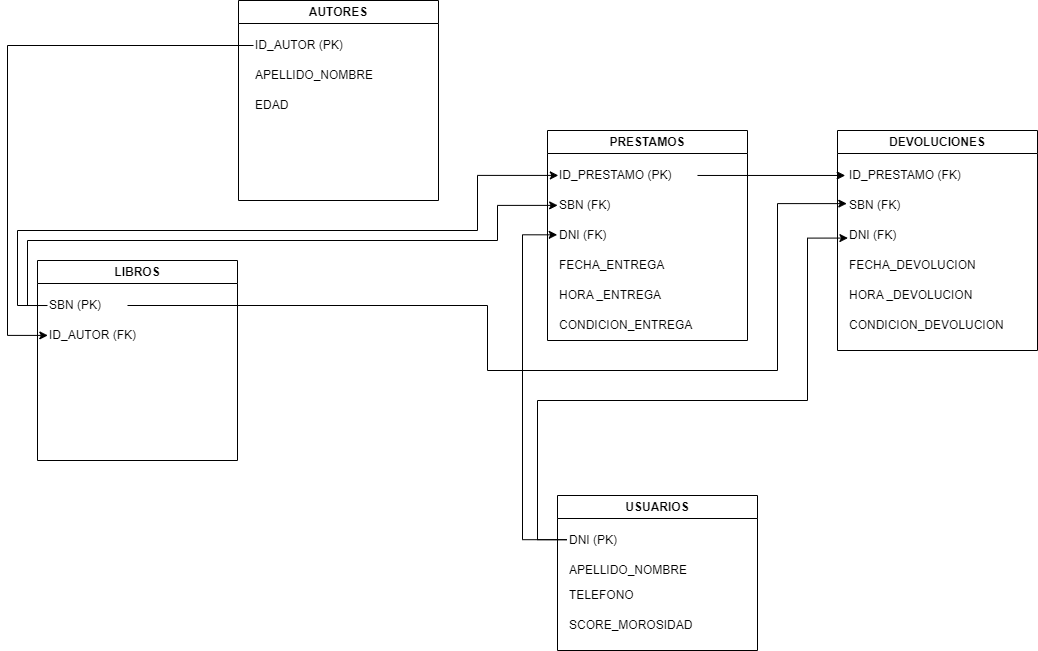 AUTORES
ID_AUTOR (PK)
APELLIDO_NOMBRE
EDAD
LIBROS
SBN (PK)
ID_AUTOR (FK)
PRESTAMOS
ID_PRESTAMO (PK)
SBN (FK)
DNI (FK)
FECHA_ENTREGA
HORA _ENTREGA
CONDICION_ENTREGA
DEVOLUCIONES
ID_PRESTAMO (FK)
SBN (FK)
DNI (FK)
FECHA_DEVOLUCION
HORA _DEVOLUCION
CONDICION_DEVOLUCION
USUARIOS
DNI (PK)
APELLIDO_NOMBRE
TELEFONO
SCORE_MOROSIDAD